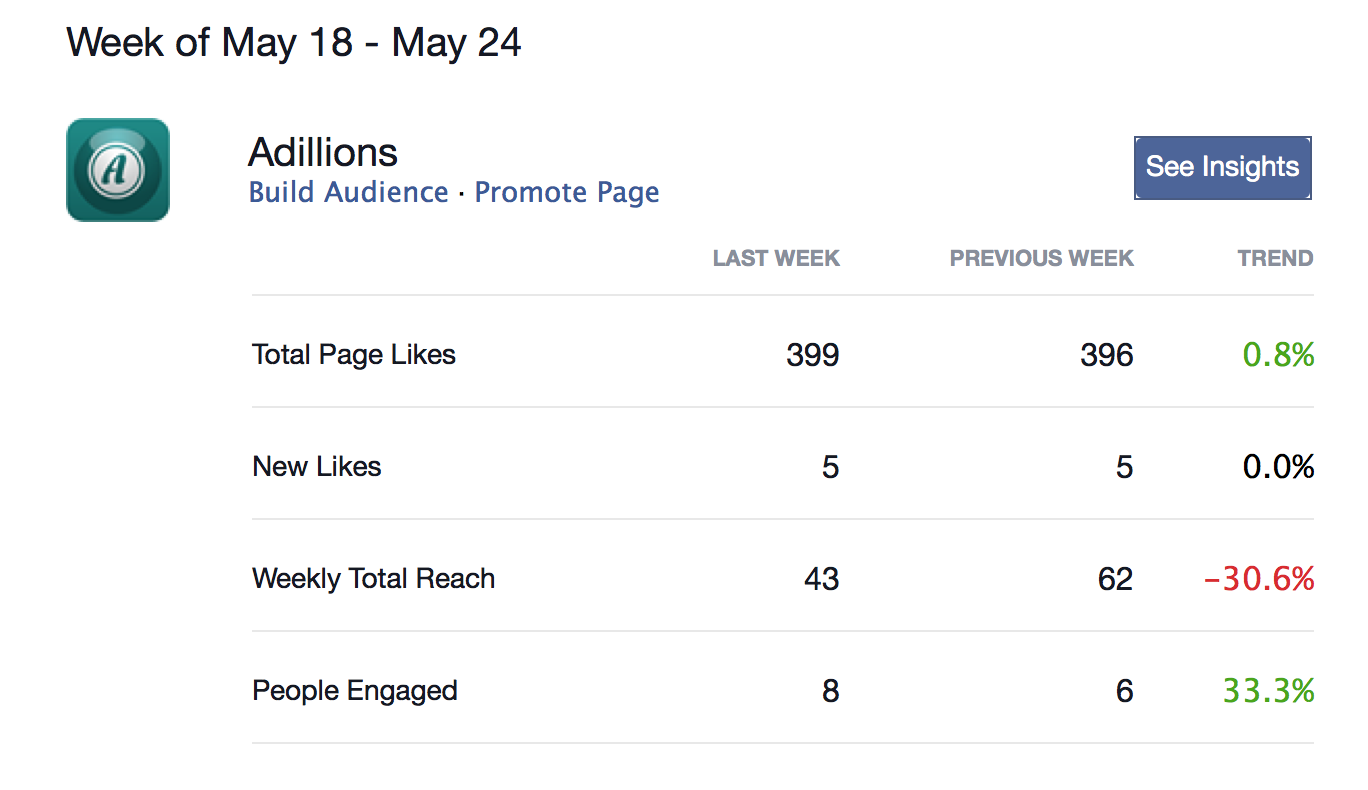 Week of May 18 - May 24
A
Adillions
See Insights
Build Audience · Promote Page
LAST WEEK PREVIOUS WEEK TREND
Total Page Likes 399 396 0.8%
New Likes 5 5 0.0%
Weekly Total Reach 43 62 -30.6%
People Engaged 8 6 33.3%